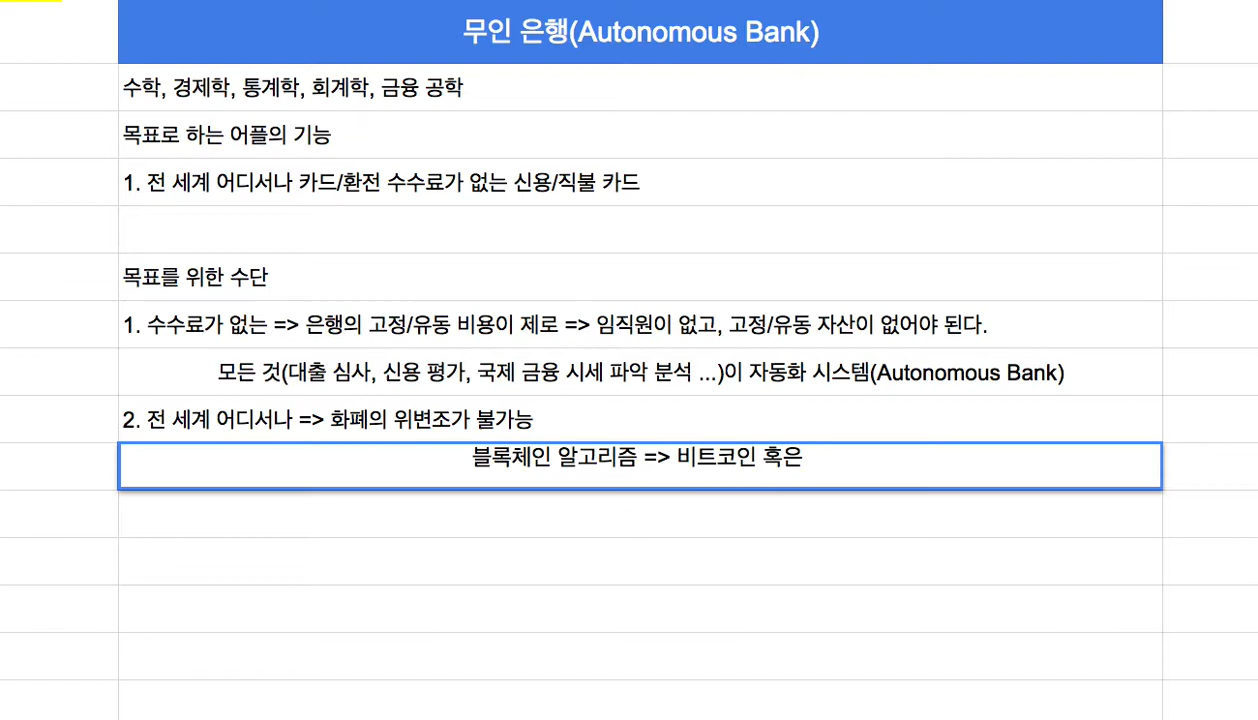 무인 은행(Autonomous Bank)
수학, 경제학, 통계학, 회계학, 금융 공학
목표로 하는 어플의 기능
1. 전 세계 어디서나 카드/환전 수수료가 없는 신용/직불 카드
목표를 위한 수단
1. 수수료가 없는 => 은행의 고정/유동 비용이 제로 => 임직원이 없고, 고정/유동 자산이 없어야 된다.
모든 것(대출 심사, 신용 평가, 국제 금융 시세 파악 분석 ...)이 자동화 시스템(Autonomous Bank)
2. 전 세계 어디서나 => 화폐의 위변조가 불가능
블록체인 알고리즘 => 비트코인 혹은